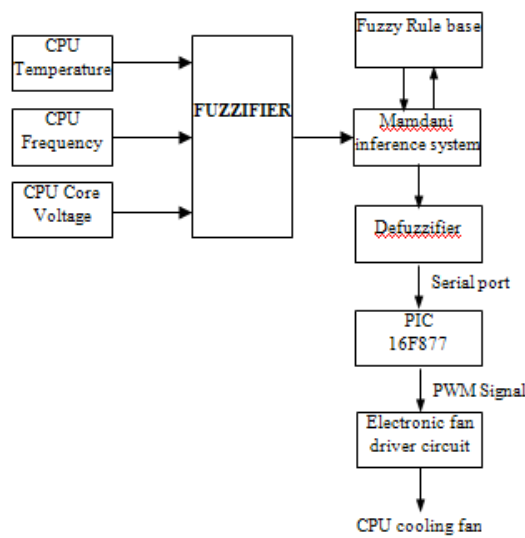 CPU
Temperature
CPU
Frequency
CPU Core
Voltage
FUZZIFIER
Fuzzy Rule base
Mamdani
inference system
Defuzzifier
Serial port
PIC
16F877
PWM Signal
Electronic fan
driver circuit
CPU cooling fan